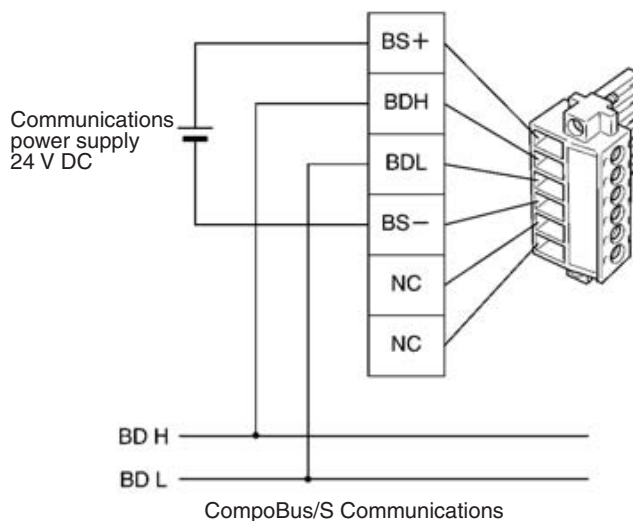 BS+
BDH
Communications
power supply
24 V DC
BDL
BS−
NC
NC
BD H
BD L
CompoBus/S Communications